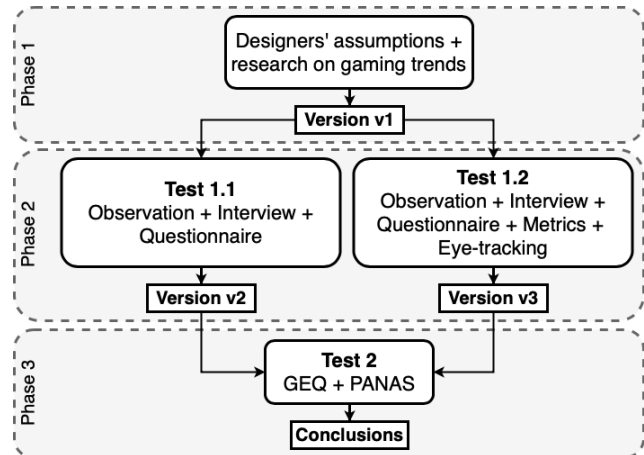 Phase 1
Designers' assumptions +
research on gaming trends
Version v1
Phase 2
Test 1.1
Observation + Interview +
Questionnaire
Test 1.2
Observation + Interview +
Questionnaire + Metrics +
Eye-tracking
Version v2
Version v3
Phase 3
Test 2
GEQ + PANAS
Conclusions